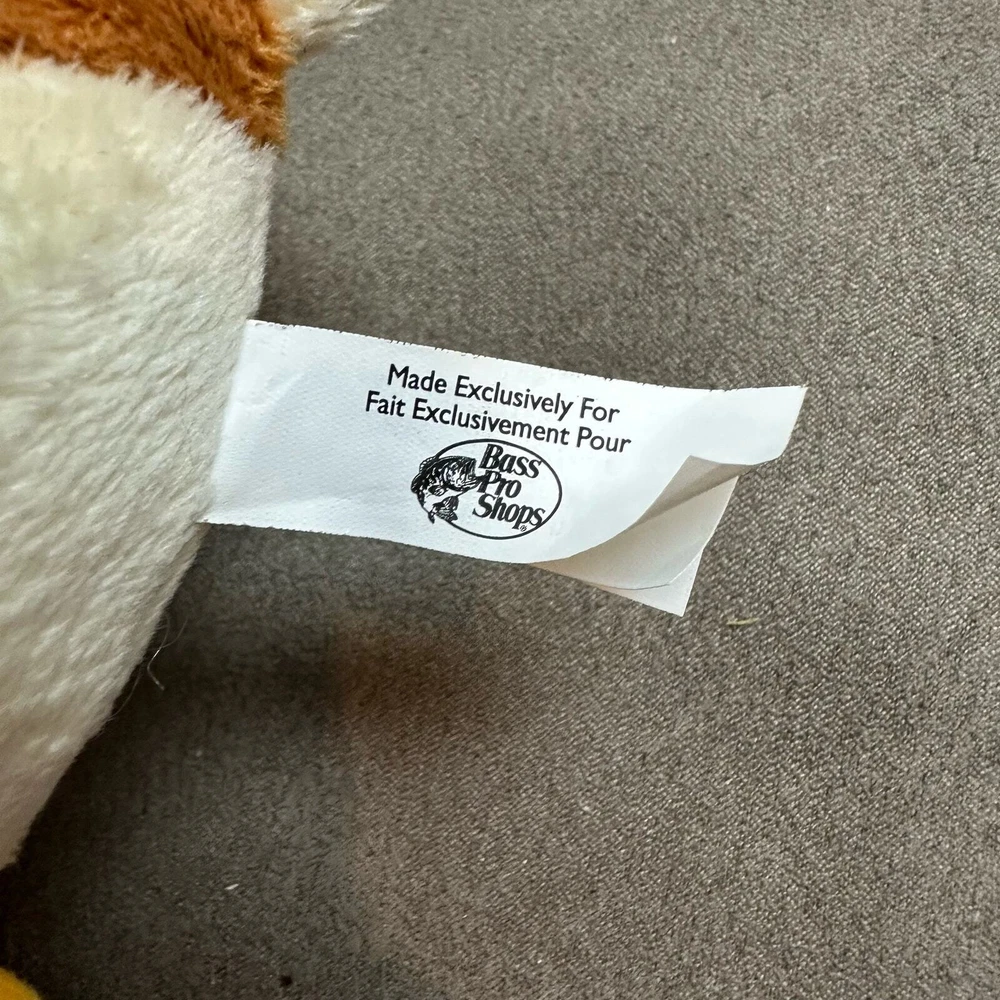 Made Exclusively For
Fait Exclusivement Pour
Bass
Pro
Shops®